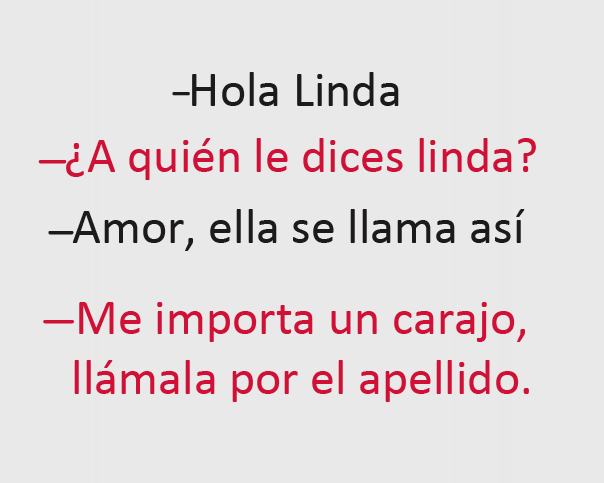 –Hola Linda
—¿A quién le dices linda?
—Amor, ella se llama así
—Me importa un carajo,
llámala por el apellido.